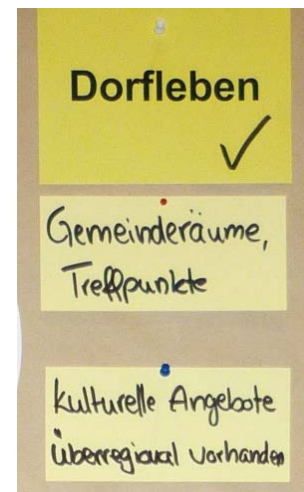 Dorfleben
Gemeinderäume,
Treffpunkte
kulturelle Angebote
überregional vorhanden